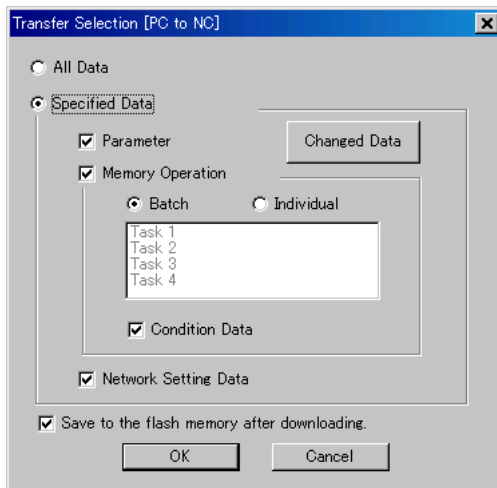 Transfer Selection [PC to NC]
All Data
Specified Data
Parameter
Changed Data
Memory Operation
Batch
Individual
Task 1
Task 2
Task 3
Task 4
Condition Data
Network Setting Data
Save to the flash memory after downloading.
OK
Cancel